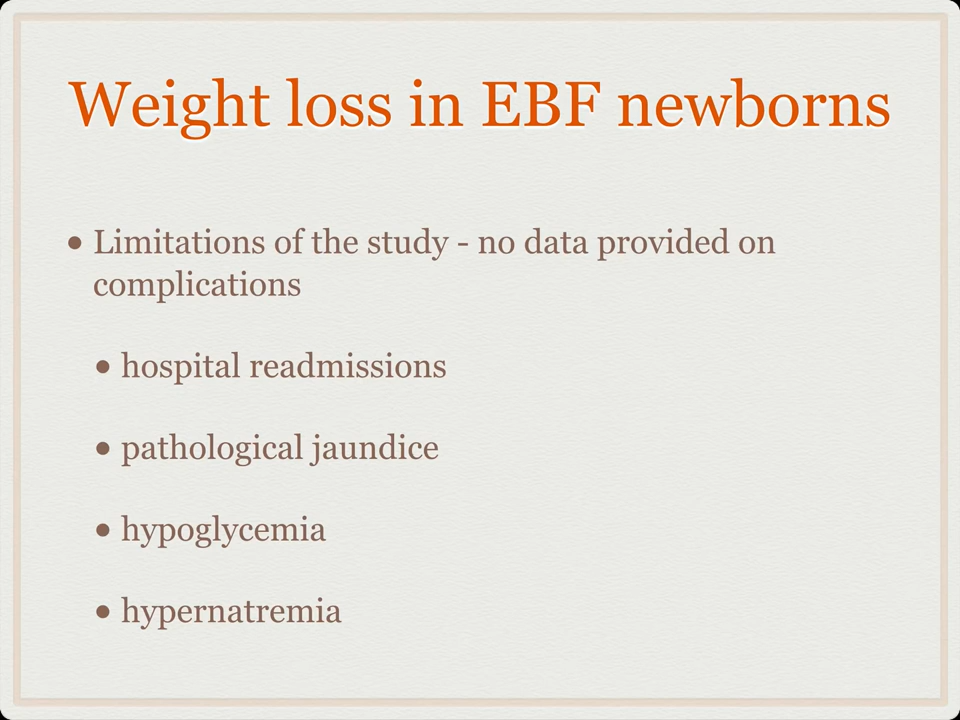 Weight loss in EBF newborns
• Limitations of the study - no data provided on
complications
• hospital readmissions
• pathological jaundice
• hypoglycemia
• hypernatremia